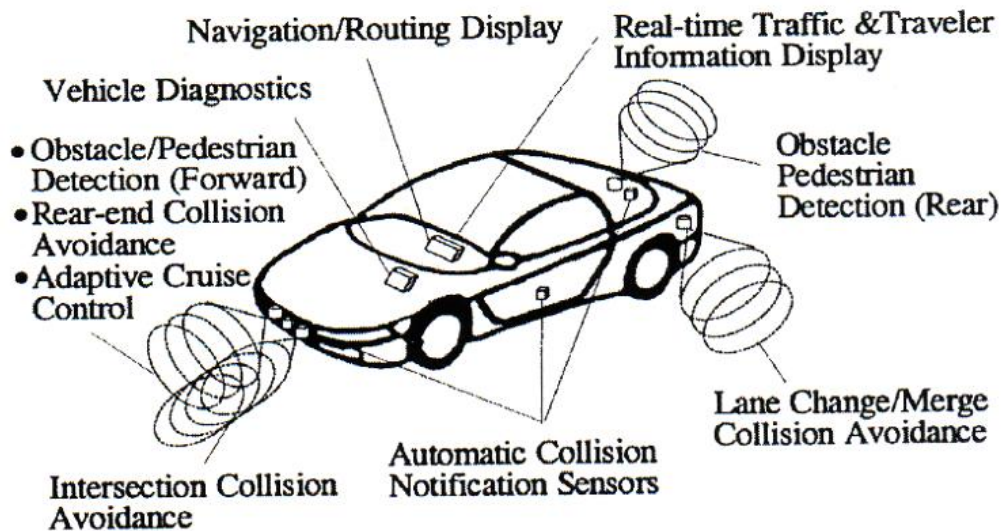 Navigation/Routing Display
Real-time Traffic &Traveler
Information Display
Vehicle Diagnostics
• Obstacle/Pedestrian
Detection (Forward)
• Rear-end Collision
Avoidance
• Adaptive Cruise
Control
Obstacle
Pedestrian
Detection (Rear)
Lane Change/Merge
Collision Avoidance
Automatic Collision
Notification Sensors
Intersection Collision
Avoidance